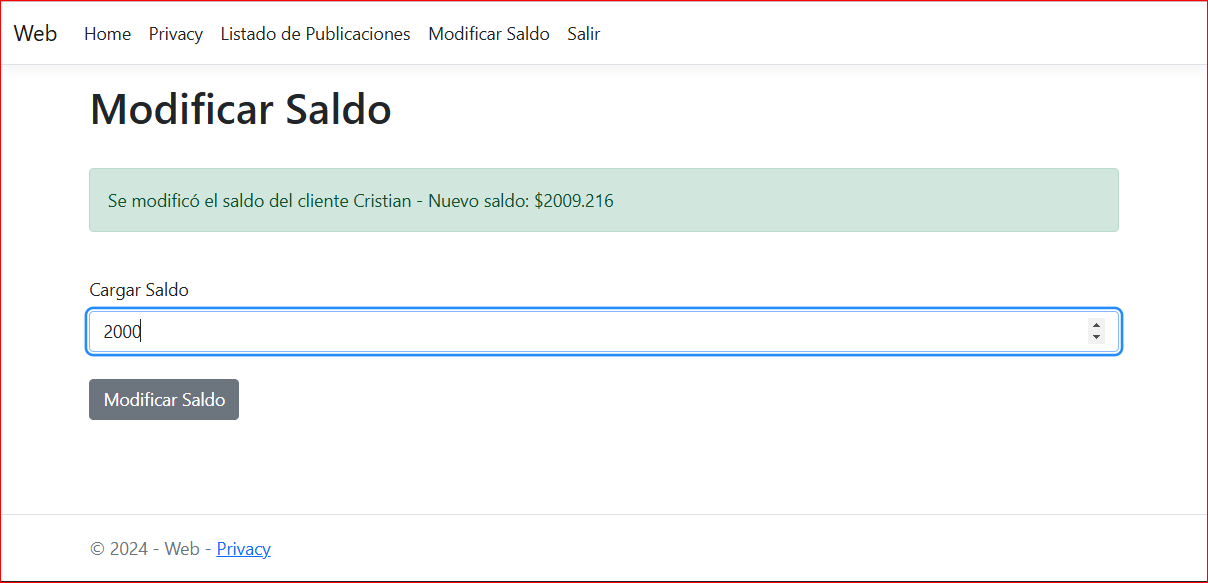 Web Home Privacy Listado de Publicaciones Modificar Saldo Salir
Modificar Saldo
Se modificó el saldo del cliente Cristian - Nuevo saldo: $2009.216
Cargar Saldo
2000
Modificar Saldo
© 2024 - Web - Privacy